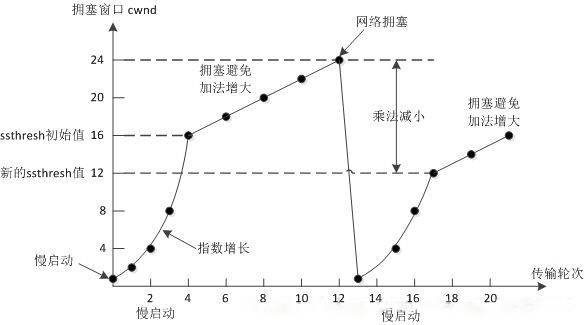 拥塞窗口 cwnd
网络拥塞
24
拥塞避免
加法增大
20
乘法减小
拥塞避免
加法增大
ssthresh初始值 16
新的ssthresh值 12
8
指数增长
4
慢启动
传输轮次
2 4 6 8 10 12 14 16 18 20
慢启动
慢启动